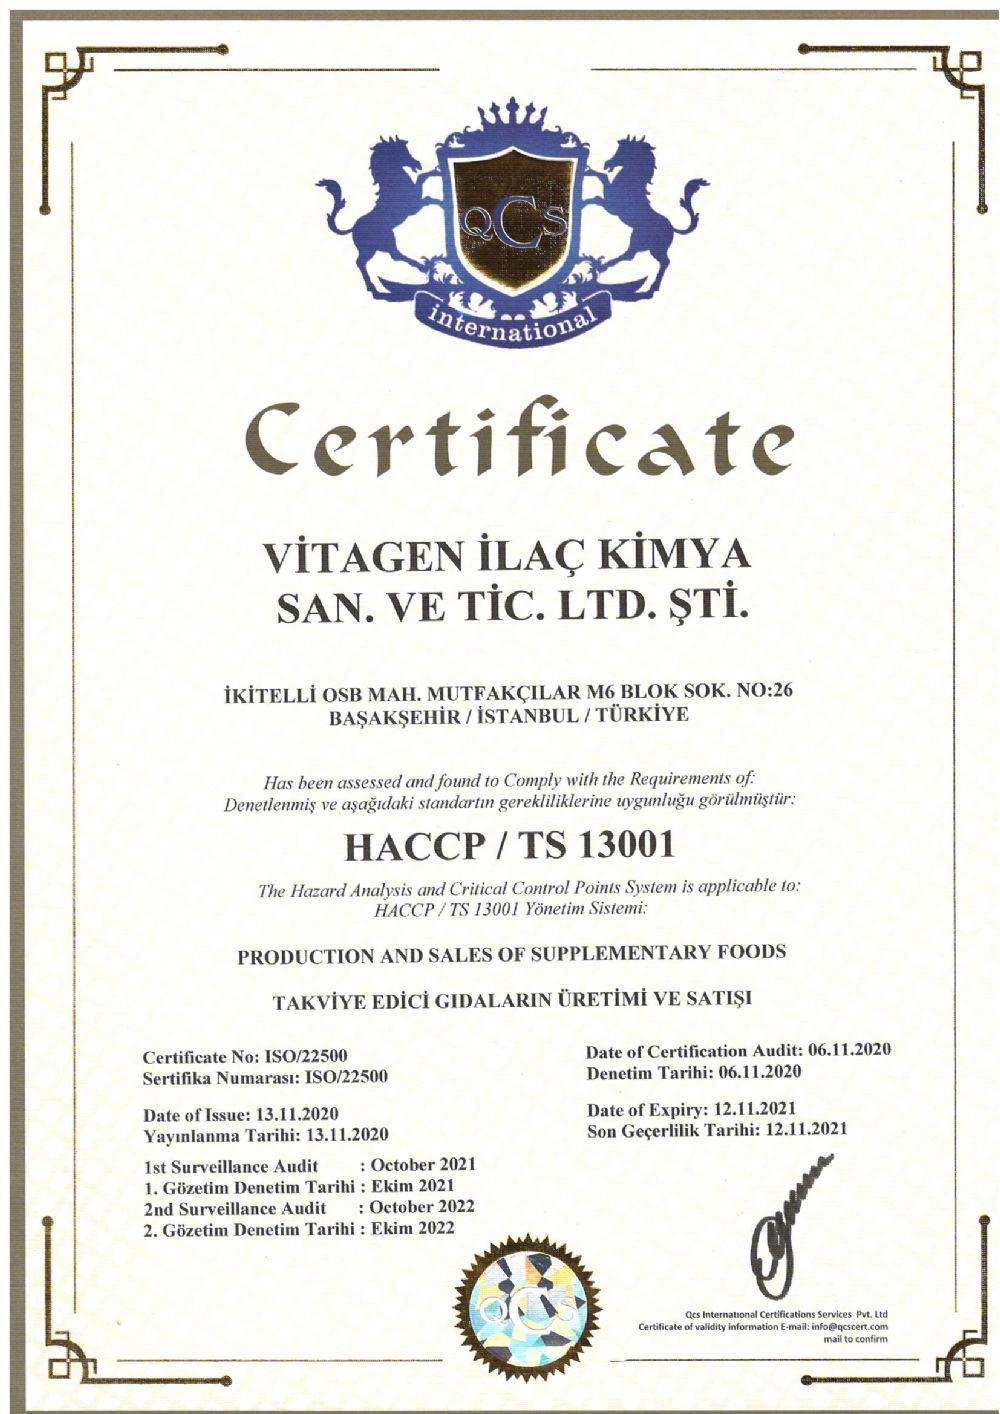 QCS
international
Certificate
VİTAGEN İLAÇ KİMYA
SAN. VE TİC. LTD. ŞTİ.
İKİTELLİ OSB MAH. MUTFAKÇILAR M6 BLOK SOK. NO:26
BAŞAKŞEHİR / İSTANBUL / TÜRKİYE
Has been assessed and found to Comply with the Requirements of:
Denetlenmiş ve aşağıdaki standartın gerekliliklerine uygunluğu görülmüştür:
HACCP / TS 13001
The Hazard Analysis and Critical Control Points System is applicable to:
HACCP / TS 13001 Yönetim Sistemi:
PRODUCTION AND SALES OF SUPPLEMENTARY FOODS
TAKVİYE EDİCİ GIDALARIN ÜRETİMİ VE SATIŞI
Certificate No: ISO/22500
Sertifika Numarası: ISO/22500
Date of Certification Audit: 06.11.2020
Denetim Tarihi: 06.11.2020
Date of Issue: 13.11.2020
Yayınlanma Tarihi: 13.11.2020
Date of Expiry: 12.11.2021
Son Geçerlilik Tarihi: 12.11.2021
1st Surveillance Audit : October 2021
1. Gözetim Denetim Tarihi : Ekim 2021
2nd Surveillance Audit : October 2022
2. Gözetim Denetim Tarihi : Ekim 2022
QCS
Qcs International Certifications Services Pvt. Ltd
Certificate of validity information E-mail: info@qcscert.com
mail to confirm